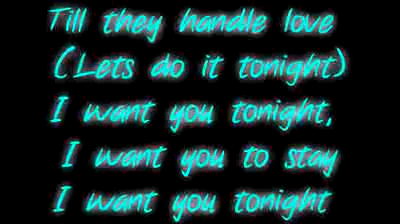 Till they handle love
(Lets do it tonight)
I want you tonight,
I want you to stay
I want you tonight